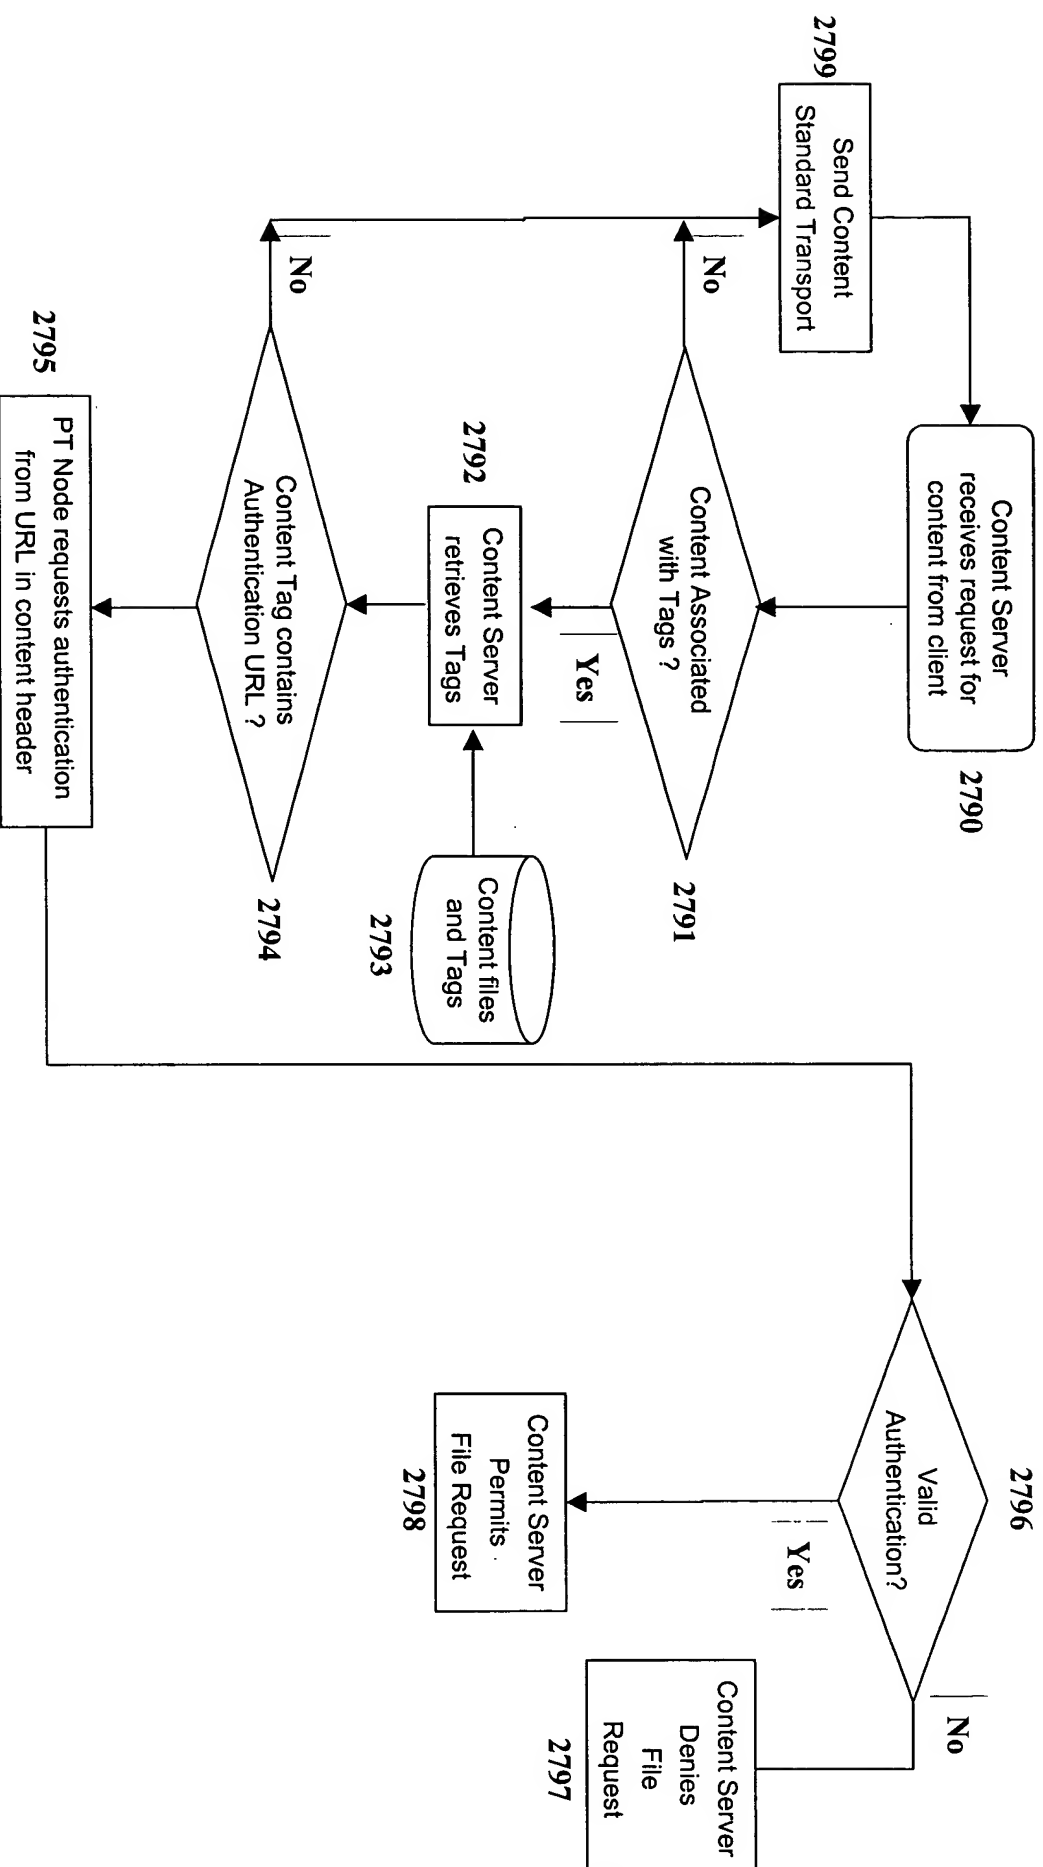 2799
Send Content
Standard Transport
Content Server
receives request for
content from client
2790
No
Content Associated
with Tags ?
2791
Yes
2792
Content Server
retrieves Tags
Content files
and Tags
2793
No
Content Tag contains
Authentication URL ?
2794
2795
PT Node requests authentication
from URL in content header
2796
Valid
Authentication?
Yes
No
Content Server
Permits
File Request
2798
Content Server
Denies
File
Request
2797